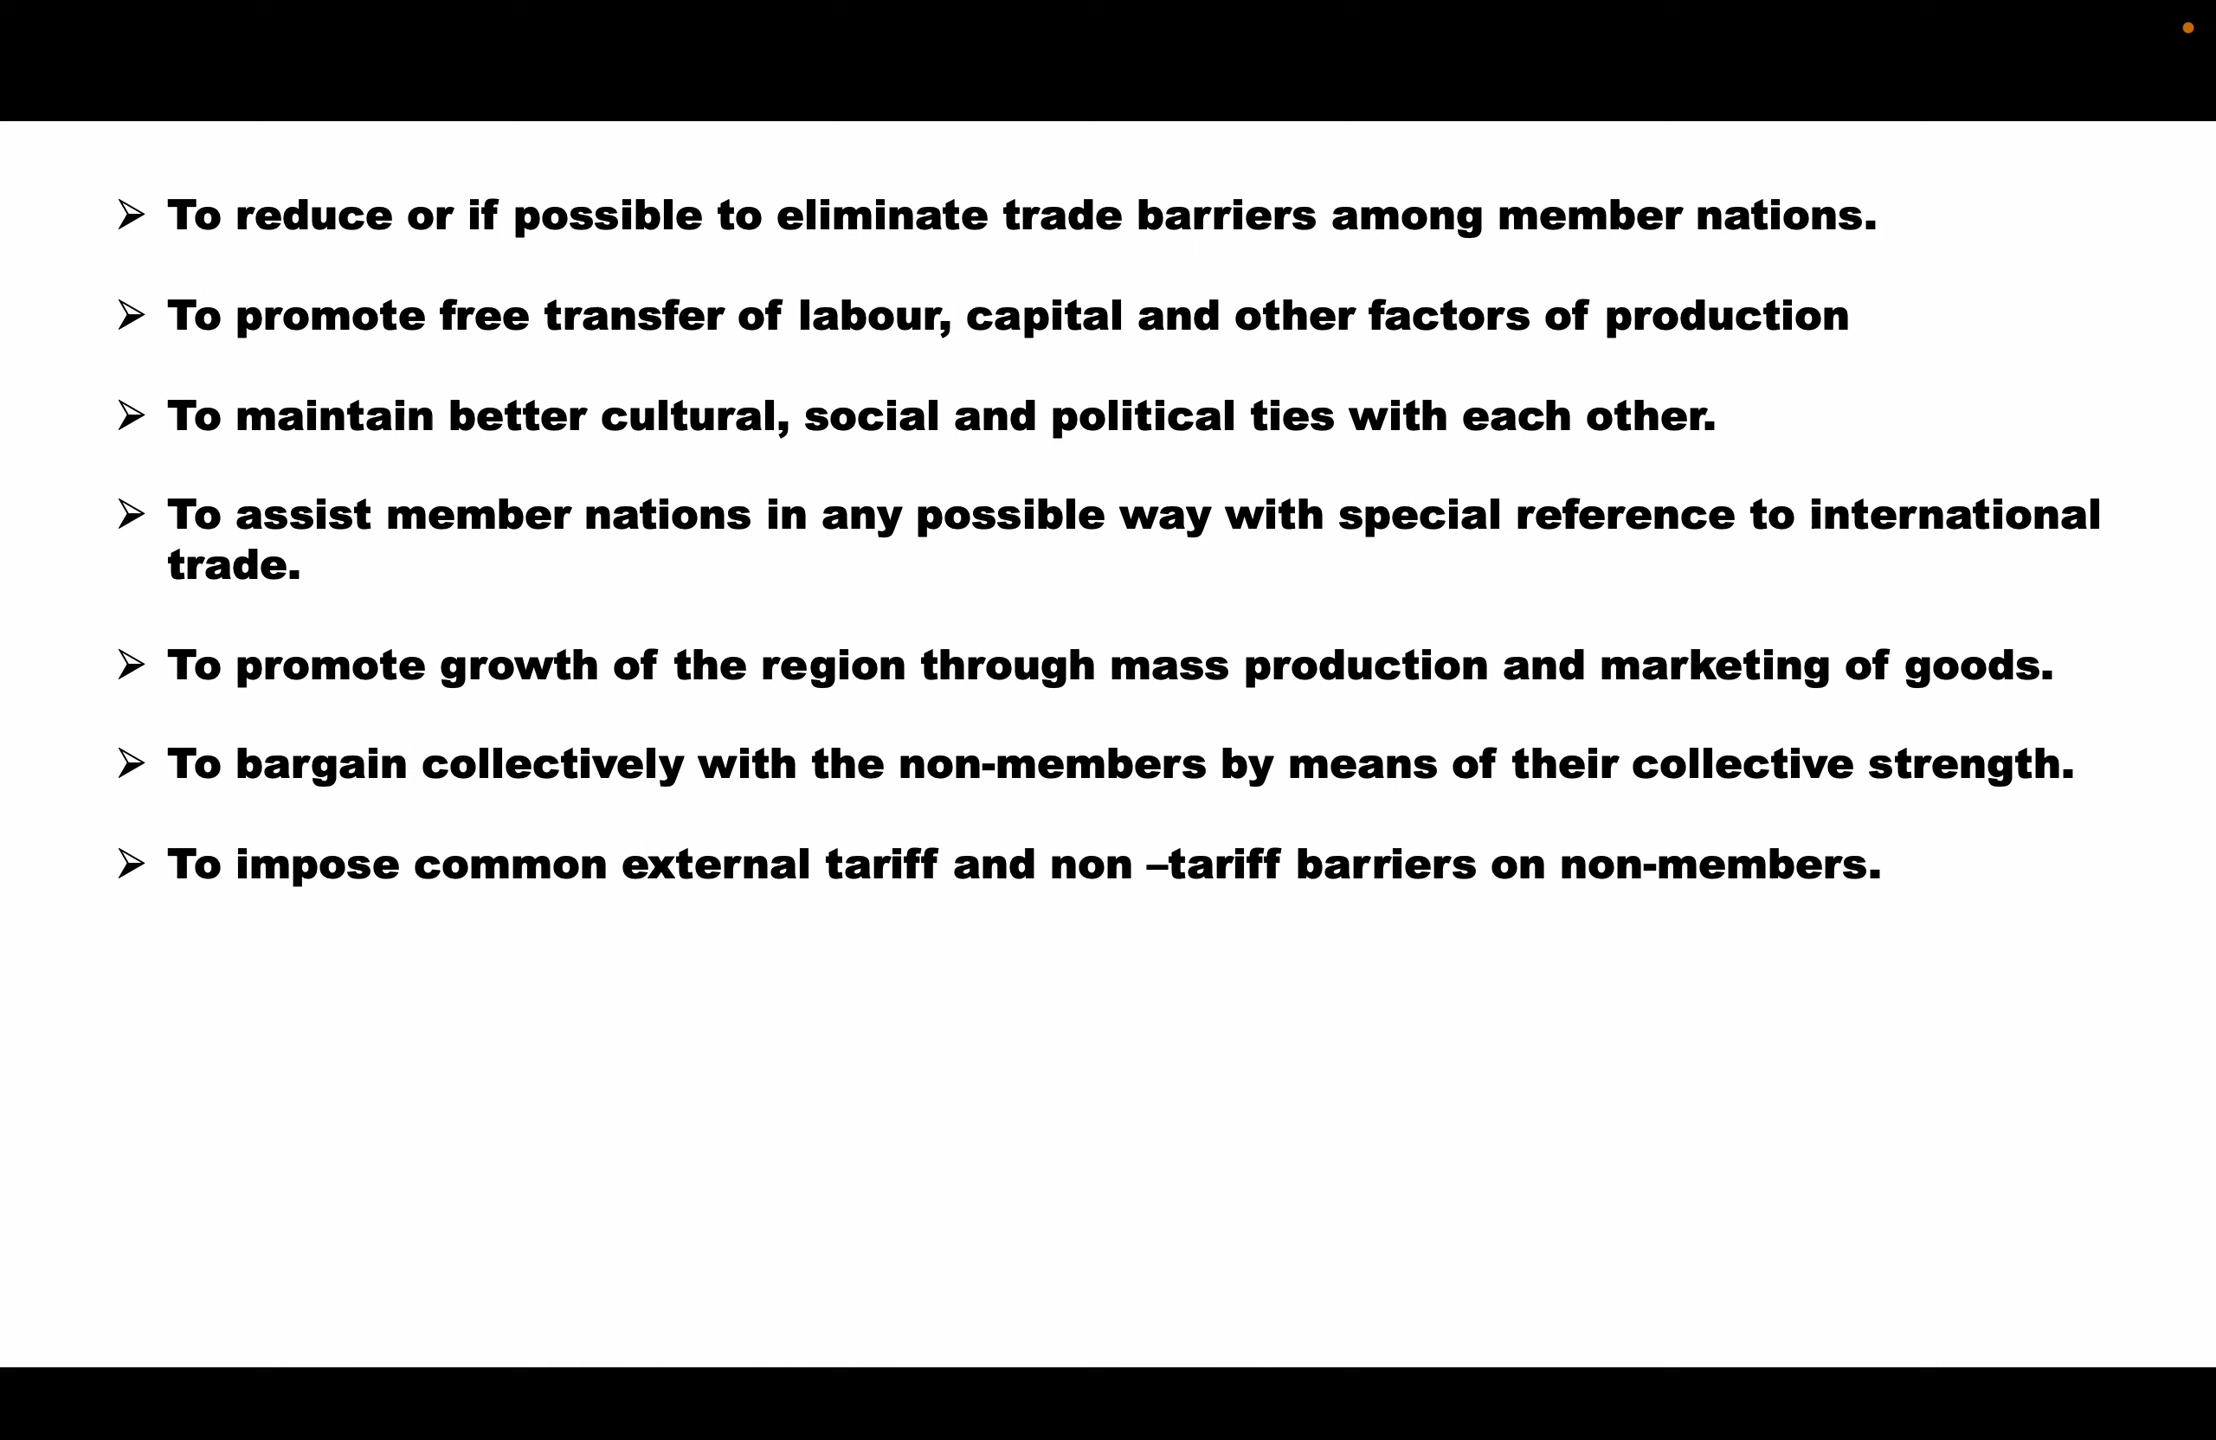 ➢ To reduce or if possible to eliminate trade barriers among member nations.
➢ To promote free transfer of labour, capital and other factors of production
➢ To maintain better cultural, social and political ties with each other.
➢ To assist member nations in any possible way with special reference to international
trade.
➢ To promote growth of the region through mass production and marketing of goods.
➢ To bargain collectively with the non-members by means of their collective strength.
➢ To impose common external tariff and non –tariff barriers on non-members.